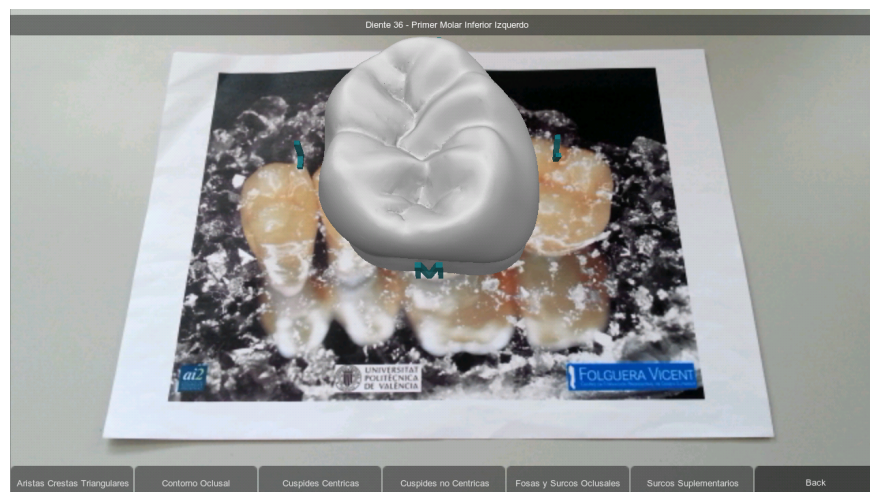 Diente 36 - Primer Molar Inferior Izquerdo
M
ai2
UNIVERSITAT
POLITÈCNICA
DE VALÈNCIA
FOLGUERA VICENT
Aristas Crestas Triangulares
Contorno Oclusal
Cuspides Centricas
Cuspides no Centricas
Fosas y Surcos Oclusales
Surcos Suplementarios
Back